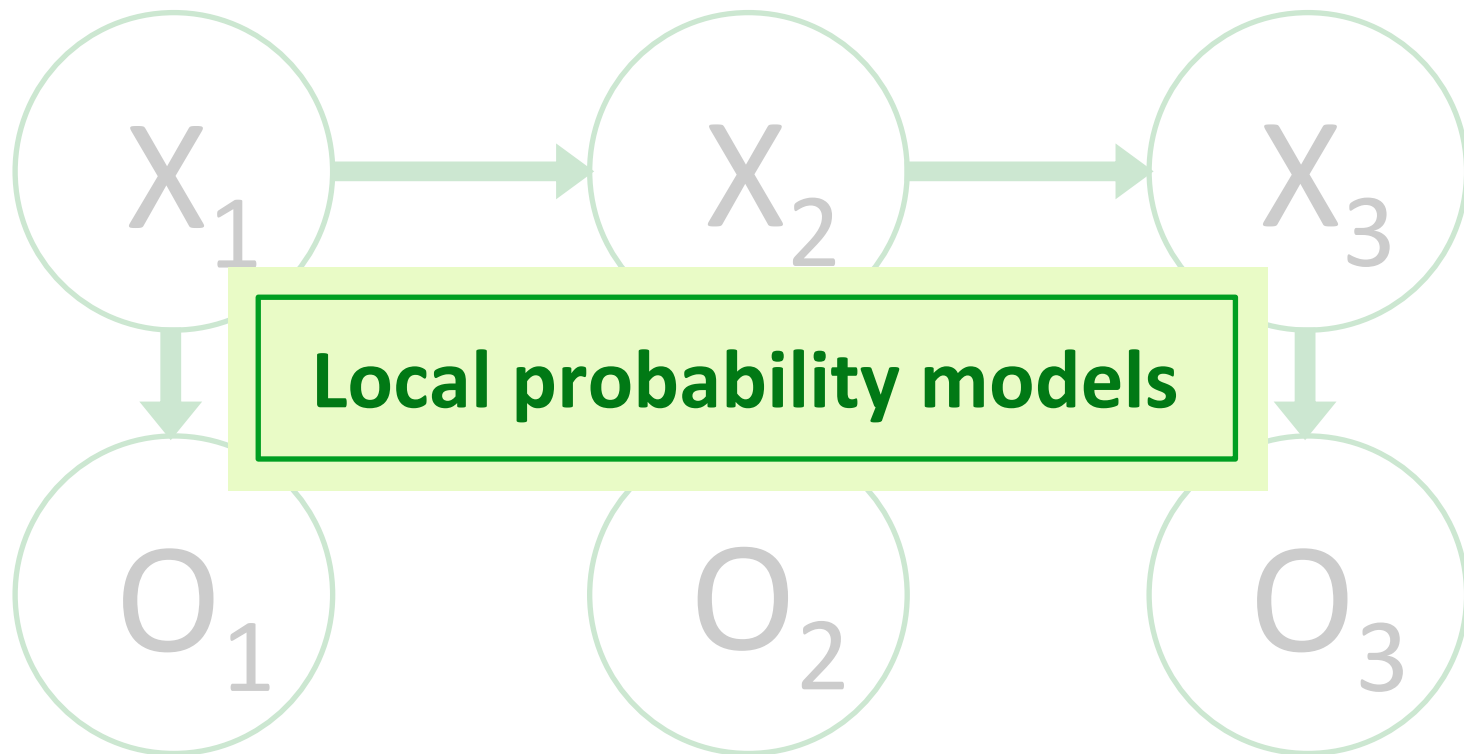 X₁ X₂ X₃
Local probability models
O₁ O₂ O₃